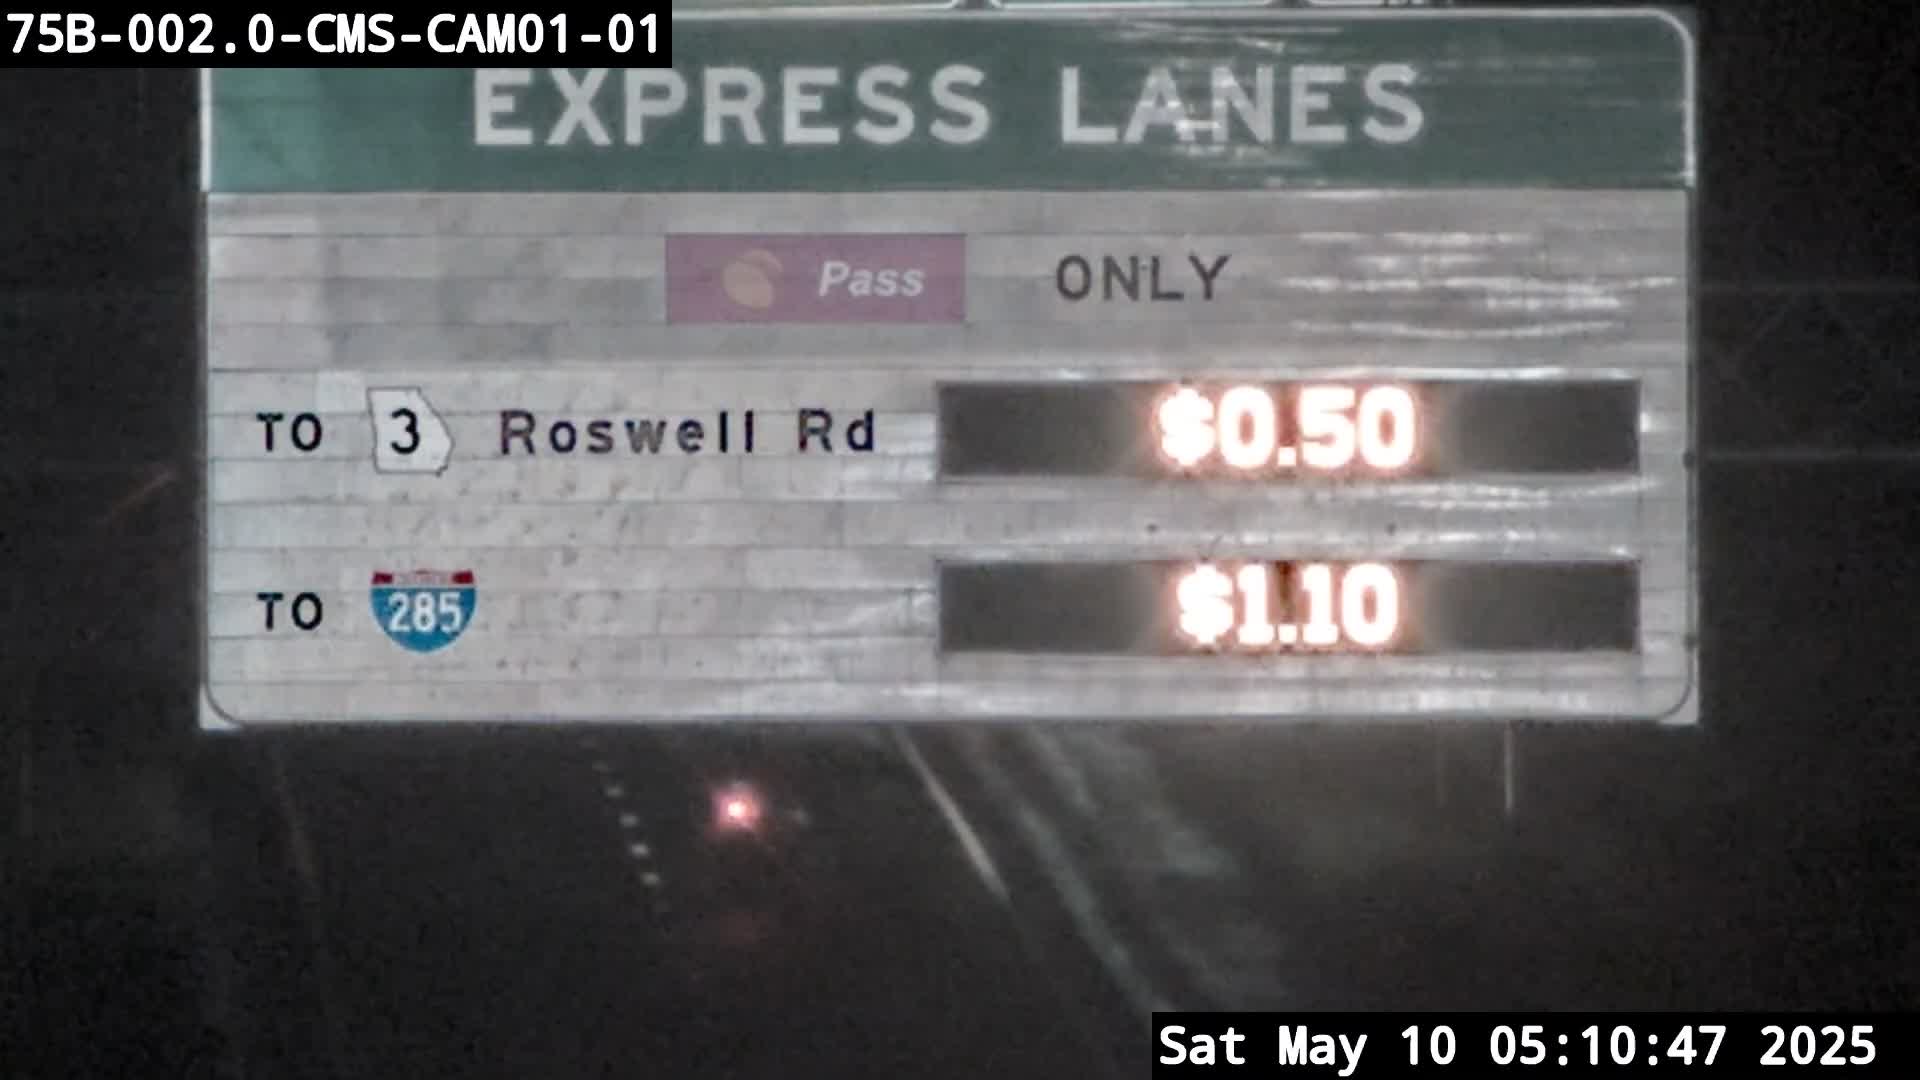 75B-002.0-CMS-CAM01-01
EXPRESS LANES
Pass ONLY
TO 3 Roswell Rd $0.50
TO 285 $1.10
Sat May 10 05:10:47 2025